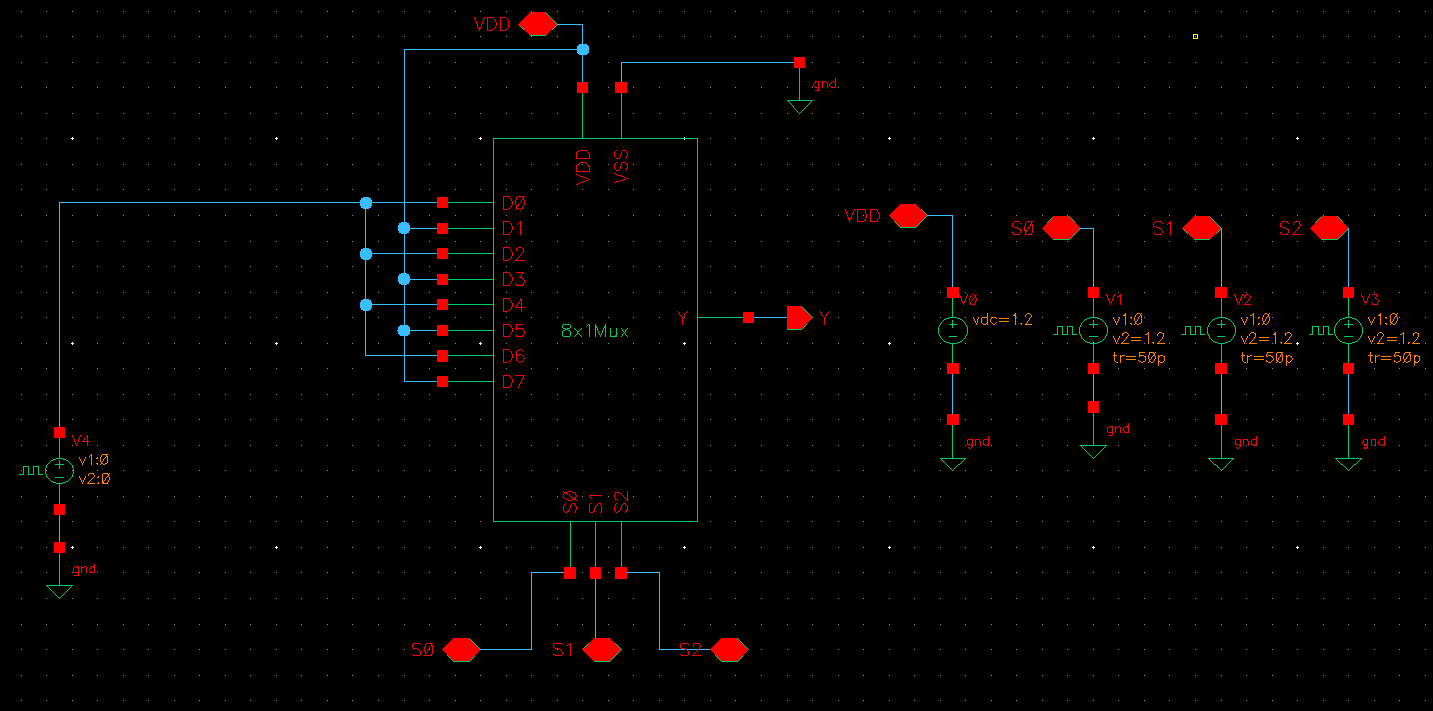 VDD
gnd
VDD
VSS
D0
D1
D2
D3
D4
D5
D6
D7
8x1Mux
Y
Y
S0
S1
S2
S0
S1
S2
V4
v1:0
v2:0
gnd
VDD
V0
vdc=1.2
gnd
S0
V1
v1:0
v2=1.2
tr=50p
gnd
S1
V2
v1:0
v2=1.2
tr=50p
gnd
S2
V3
v1:0
v2=1.2
tr=50p
gnd